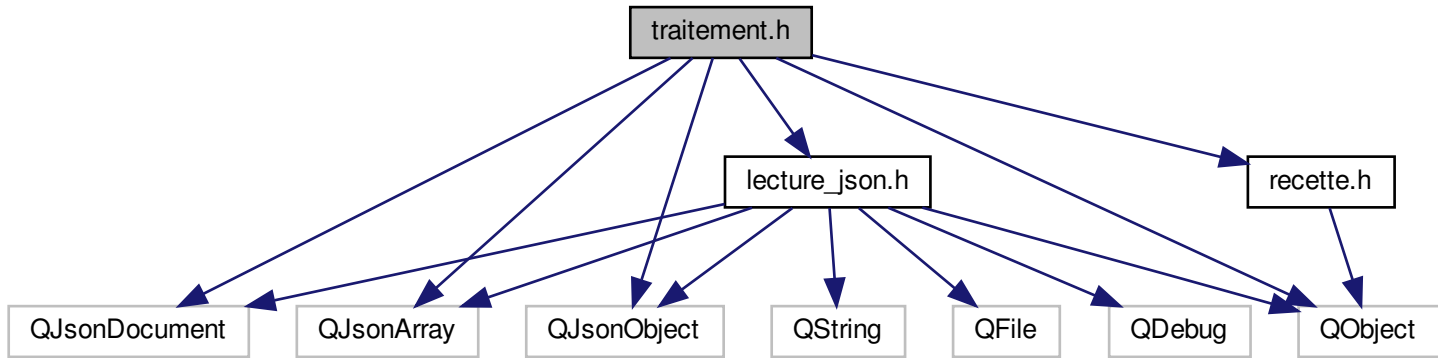 traitement.h
lecture_json.h
recette.h
QJsonDocument
QJsonArray
QJsonObject
QString
QFile
QDebug
QObject